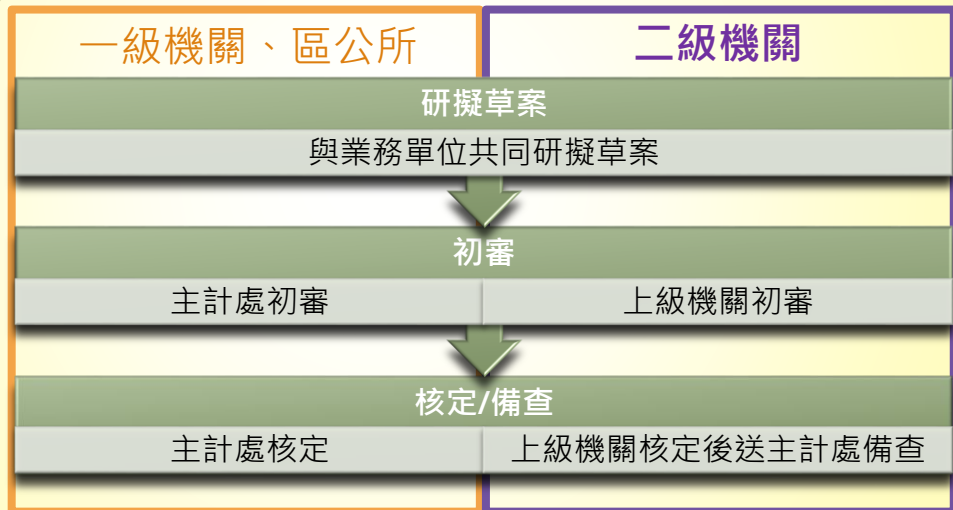 一級機關、區公所
二級機關
研擬草案
與業務單位共同研擬草案
初審
主計處初審
上級機關初審
核定/備查
主計處核定
上級機關核定後送主計處備查